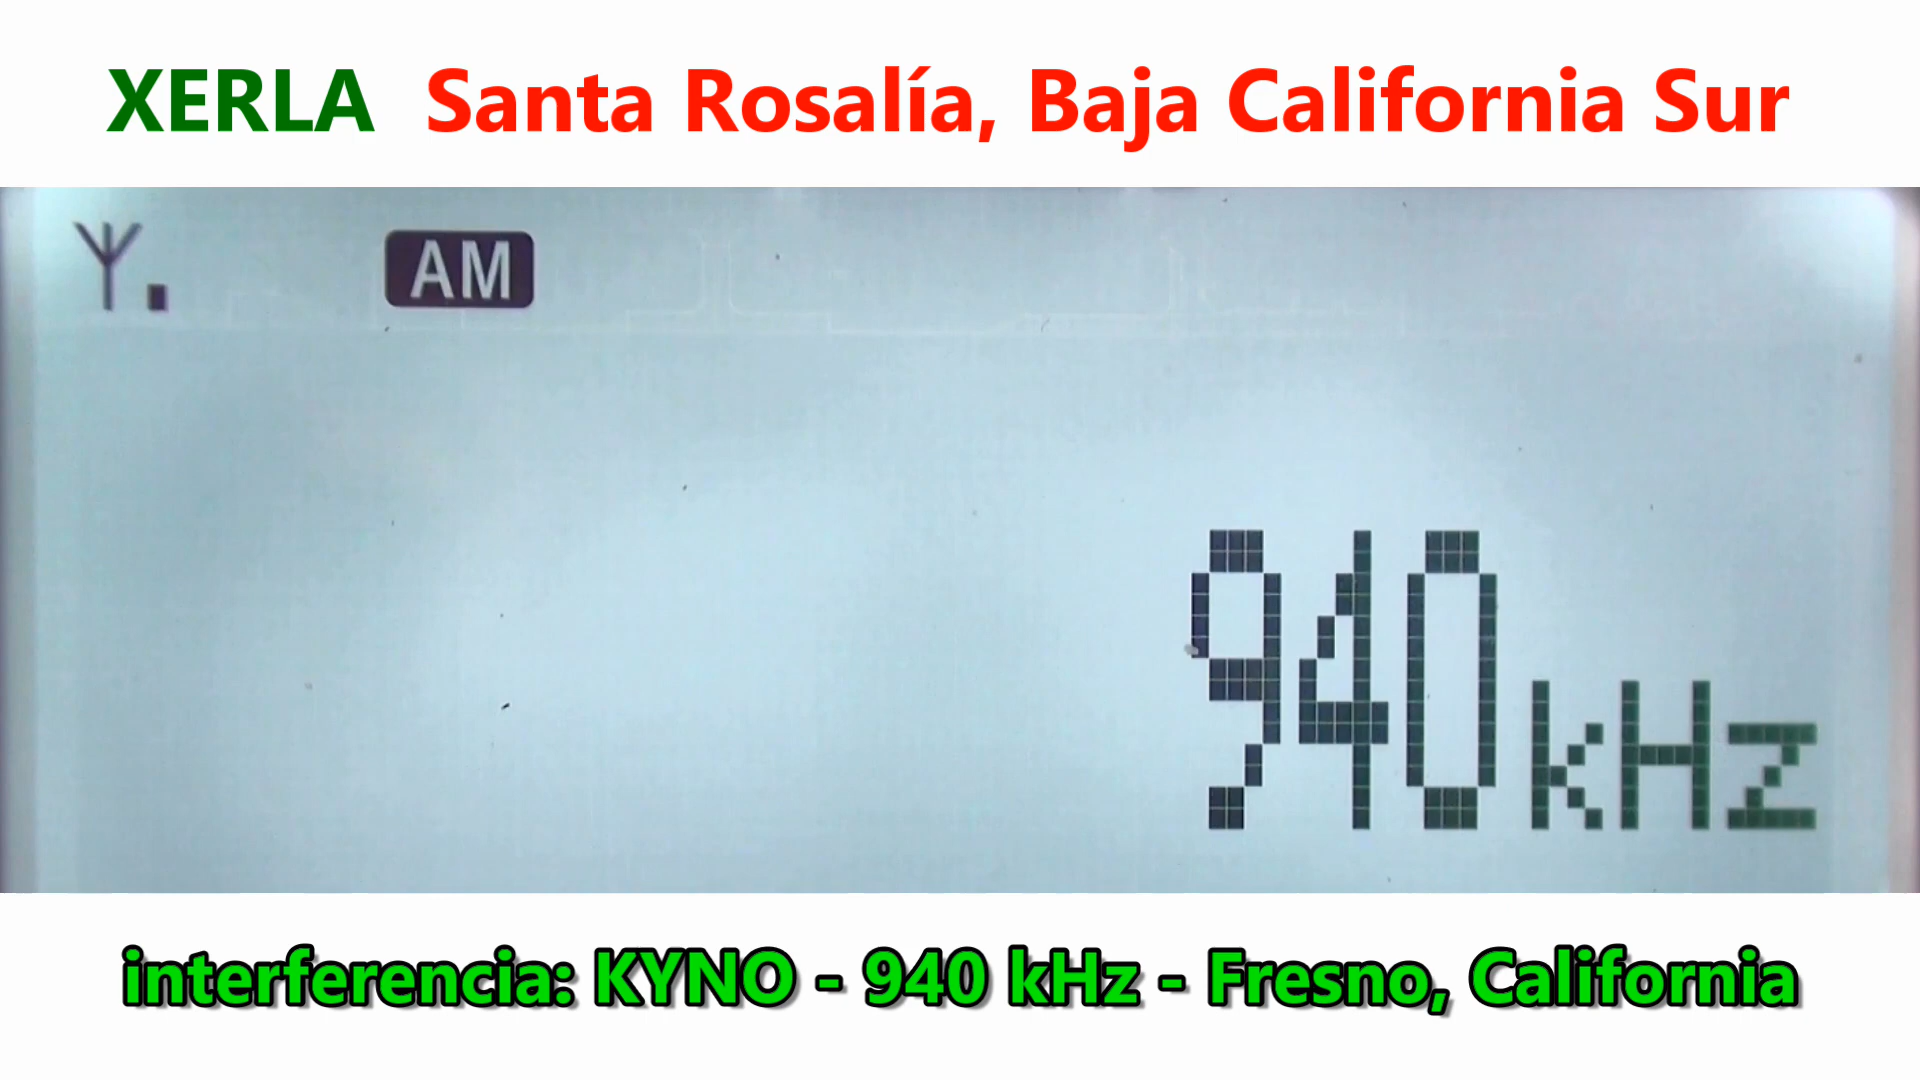 XERLA Santa Rosalía, Baja California Sur
AM
940 kHz
interferencia: KYNO - 940 kHz - Fresno, California